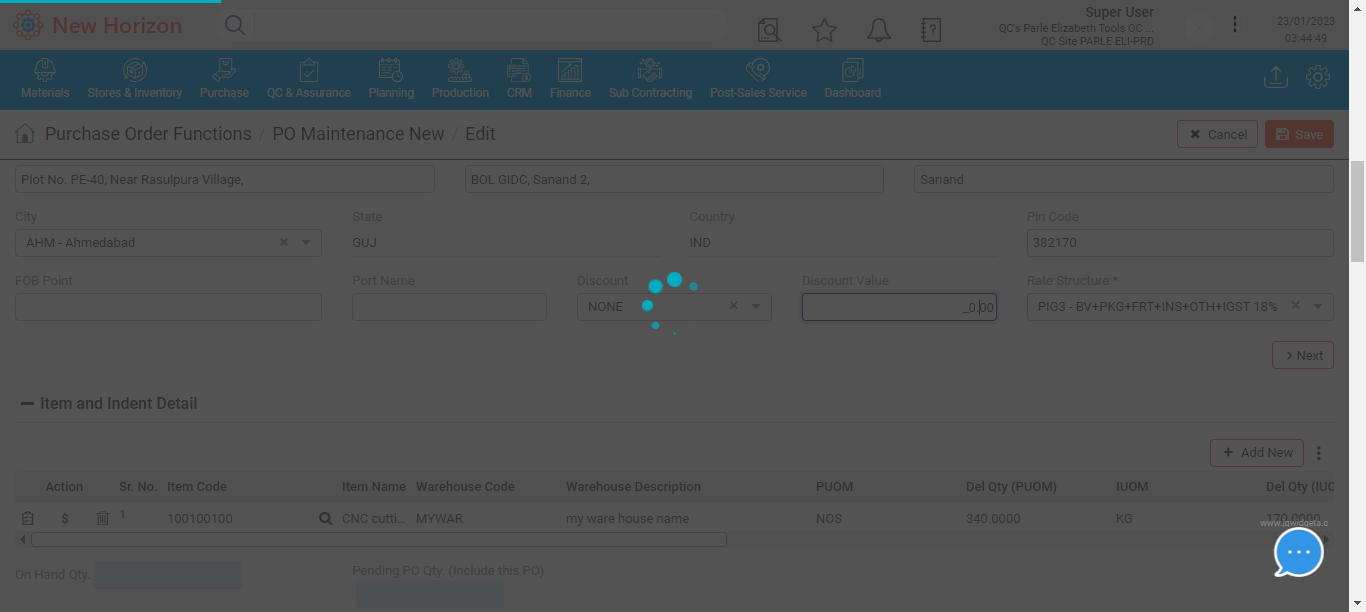 New Horizon
Super User
QC's Parle Elizabeth Tools QC ...
QC Site PARLE ELI-PRD
23/01/2023
03:44:49
Materials Stores & Inventory Purchase QC & Assurance Planning Production CRM Finance Sub Contracting Post-Sales Service Dashboard
Purchase Order Functions / PO Maintenance New / Edit
Cancel Save
Plot No. PE-40, Near Rasulpura Village, BOL GIDC, Sanand 2, Sanand
City State Country Pin Code
AHM - Ahmedabad GUJ IND 382170
FOB Point Port Name Discount Discount Value Rate Structure *
NONE _0.00 PIG3 - BV+PKG+FRT+INS+OTH+IGST 18%
Next
Item and Indent Detail
+ Add New
Action Sr. No. Item Code Item Name Warehouse Code Warehouse Description PUOM Del Qty (PUOM) IUOM Del Qty (IUO
$ 1 100100100 CNC cutti... MYWAR my ware house name NOS 340.0000 KG 170.0000
www.jqwidgets.c
On Hand Qty. Pending PO Qty. (Include this PO)